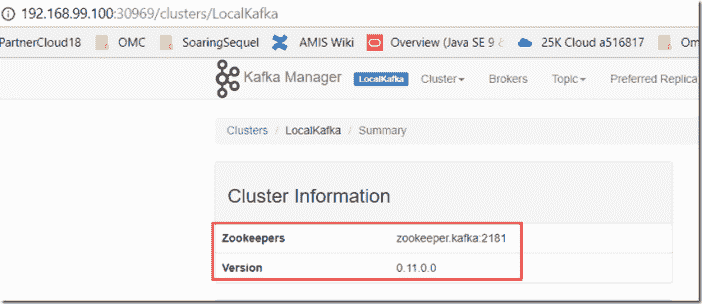 192.168.99.100:30969/clusters/LocalKafka
PartnerCloud18 OMC SoaringSequel AMIS Wiki Overview (Java SE 9 & 25K Cloud a516817 Om
Kafka Manager LocalKafka Cluster Brokers Topic Preferred Replica
Clusters / LocalKafka / Summary
Cluster Information
Zookeepers zookeeper.kafka:2181
Version 0.11.0.0